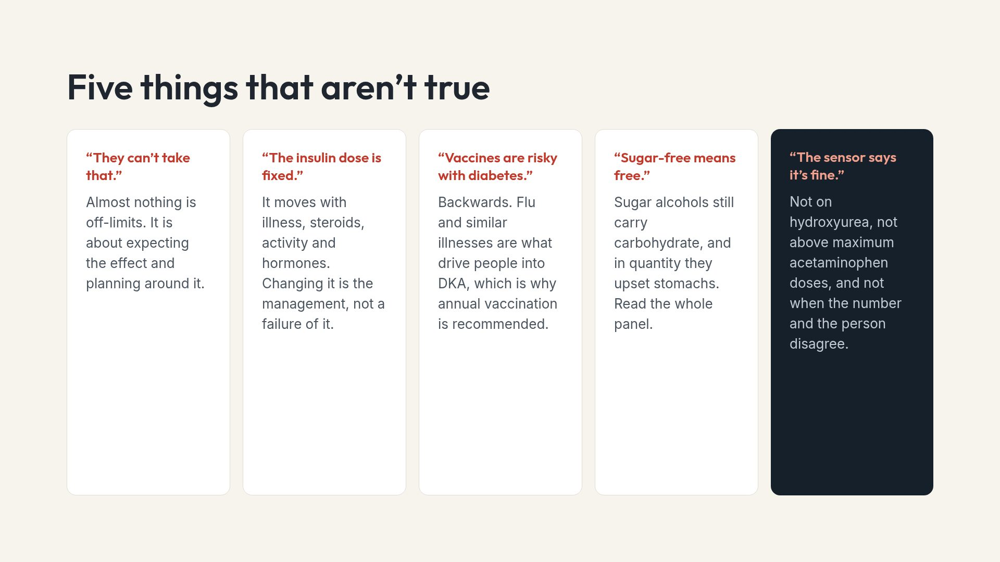 Five things that aren’t true
“They can’t take
that.”
Almost nothing is
off-limits. It is
about expecting
the effect and
planning around it.
“The insulin dose is
fixed.”
It moves with
illness, steroids,
activity and
hormones.
Changing it is the
management, not a
failure of it.
“Vaccines are risky
with diabetes.”
Backwards. Flu
and similar
illnesses are what
drive people into
DKA, which is why
annual vaccination
is recommended.
“Sugar-free means
free.”
Sugar alcohols still
carry
carbohydrate, and
in quantity they
upset stomachs.
Read the whole
panel.
“The sensor says
it’s fine.”
Not on
hydroxyurea, not
above maximum
acetaminophen
doses, and not
when the number
and the person
disagree.